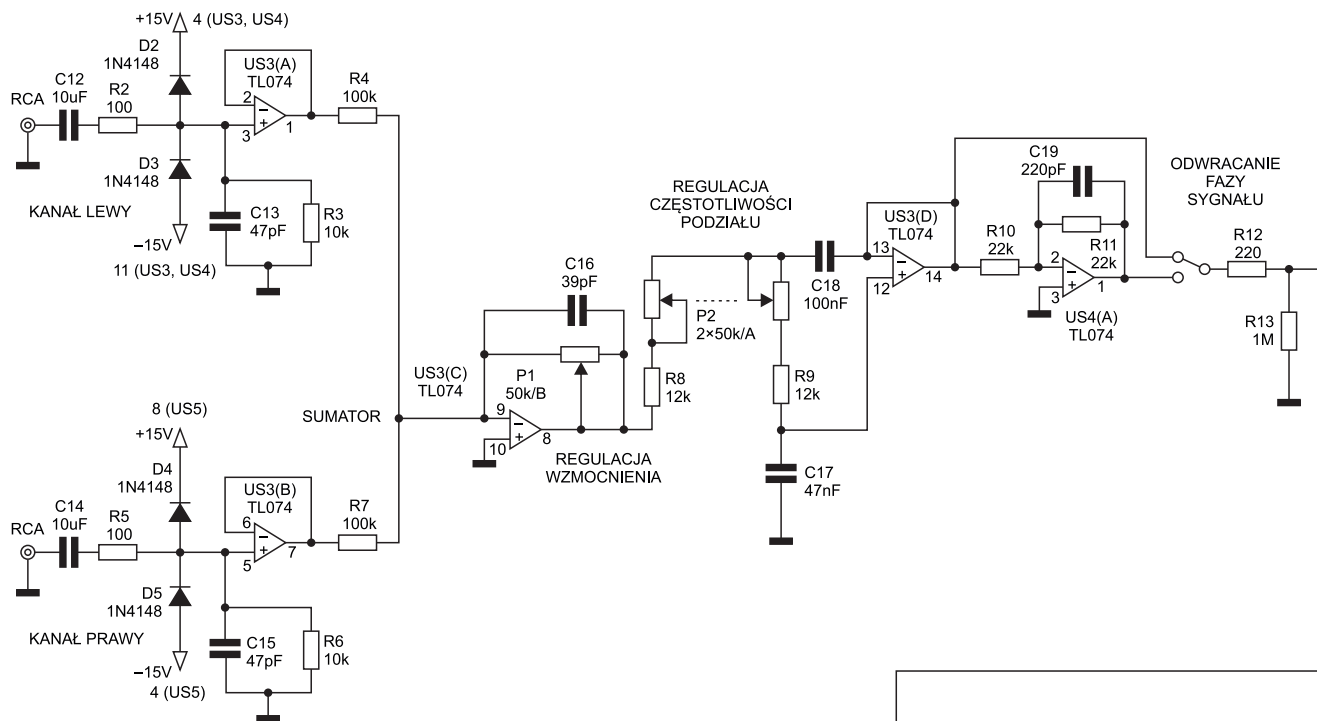 +15V
4 (US3, US4)
D2
1N4148
C12
10uF
R2
100
RCA
US3(A)
TL074
2
3
1
R4
100k
D3
1N4148
KANAŁ LEWY
C13
47pF
R3
10k
–15V
11 (US3, US4)
SUMATOR
C16
39pF
US3(C)
TL074
P1
50k/B
9
10
8
REGULACJA
WZMOCNIENIA
REGULACJA
CZĘSTOTLIWOŚCI
PODZIAŁU
P2
2×50k/A
R8
12k
R9
12k
C18
100nF
C17
47nF
US3(D)
TL074
13
12
14
R10
22k
C19
220pF
R11
22k
2
3
1
US4(A)
TL074
ODWRACANIE
FAZY
SYGNAŁU
R12
220
R13
1M
8 (US5)
+15V
D4
1N4148
C14
10uF
R5
100
RCA
US3(B)
TL074
6
5
7
R7
100k
D5
1N4148
KANAŁ PRAWY
C15
47pF
R6
10k
–15V
4 (US5)